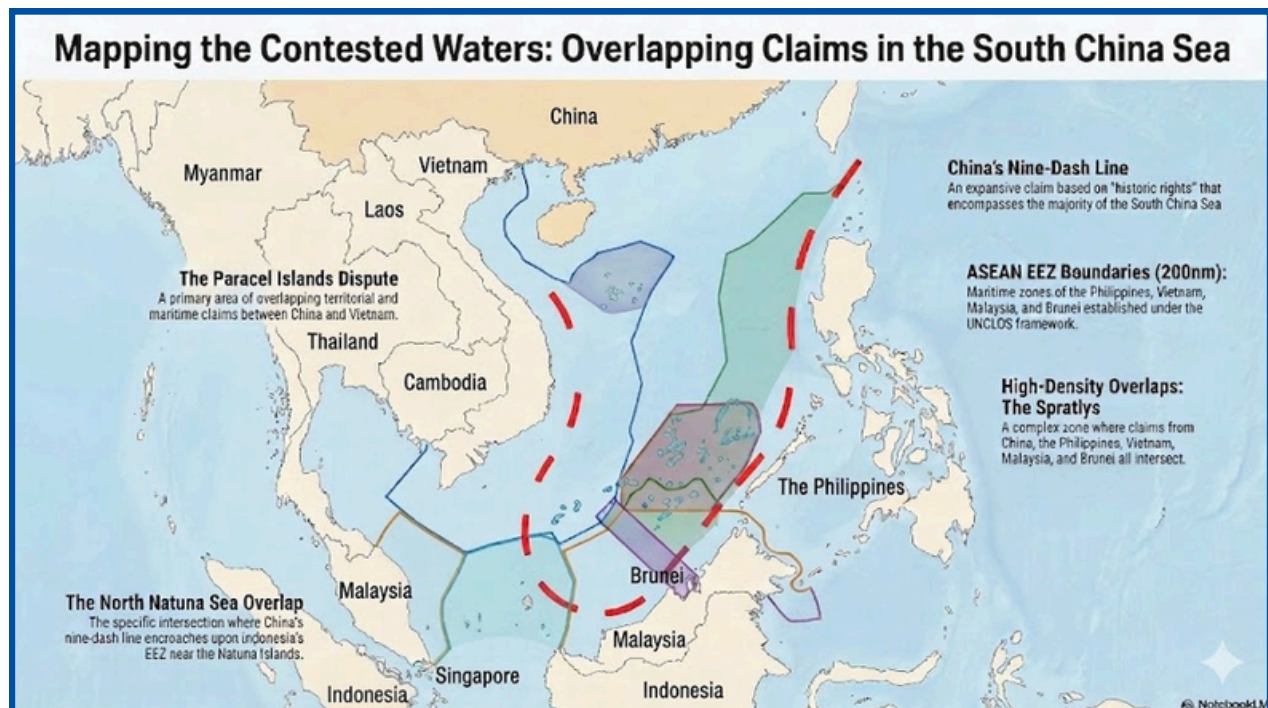 Mapping the Contested Waters: Overlapping Claims in the South China Sea
China
Myanmar
Vietnam
Laos
China's Nine-Dash Line
An expansive claim based on "historic rights" that
encompasses the majority of the South China Sea
The Paracel Islands Dispute
A primary area of overlapping territorial and
maritime claims between China and Vietnam.
ASEAN EEZ Boundaries (200nm):
Maritime zones of the Philippines, Vietnam,
Malaysia, and Brunei established under the
UNCLOS framework.
Thailand
Cambodia
High-Density Overlaps:
The Spratlys
A complex zone where claims from
China, the Philippines, Vietnam,
Malaysia, and Brunei all intersect.
The Philippines
Brunei
Malaysia
The North Natuna Sea Overlap
The specific intersection where China's
nine-dash line encroaches upon indonesia's
EEZ near the Natuna Islands.
Malaysia
Singapore
Indonesia
Indonesia
NotebookLM